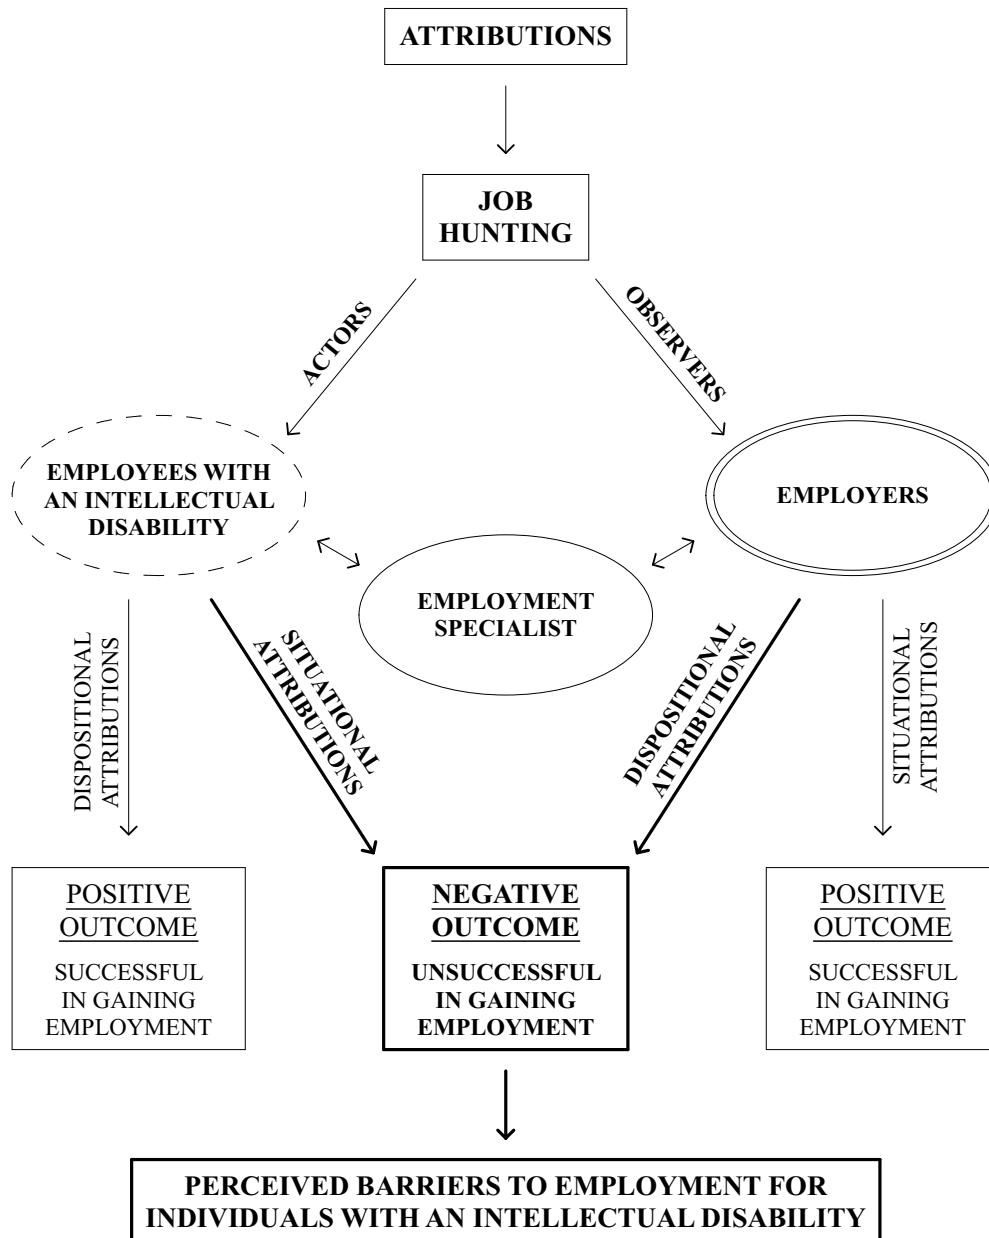 ATTRIBUTIONS
JOB
HUNTING
ACTORS
OBSERVERS
EMPLOYEES WITH
AN INTELLECTUAL
DISABILITY
EMPLOYERS
EMPLOYMENT
SPECIALIST
DISPOSITIONAL
ATTRIBUTIONS
SITUATIONAL
ATTRIBUTIONS
DISPOSITIONAL
ATTRIBUTIONS
SITUATIONAL
ATTRIBUTIONS
POSITIVE
OUTCOME
SUCCESSFUL
IN GAINING
EMPLOYMENT
NEGATIVE
OUTCOME
UNSUCCESSFUL
IN GAINING
EMPLOYMENT
POSITIVE
OUTCOME
SUCCESSFUL
IN GAINING
EMPLOYMENT
PERCEIVED BARRIERS TO EMPLOYMENT FOR
INDIVIDUALS WITH AN INTELLECTUAL DISABILITY